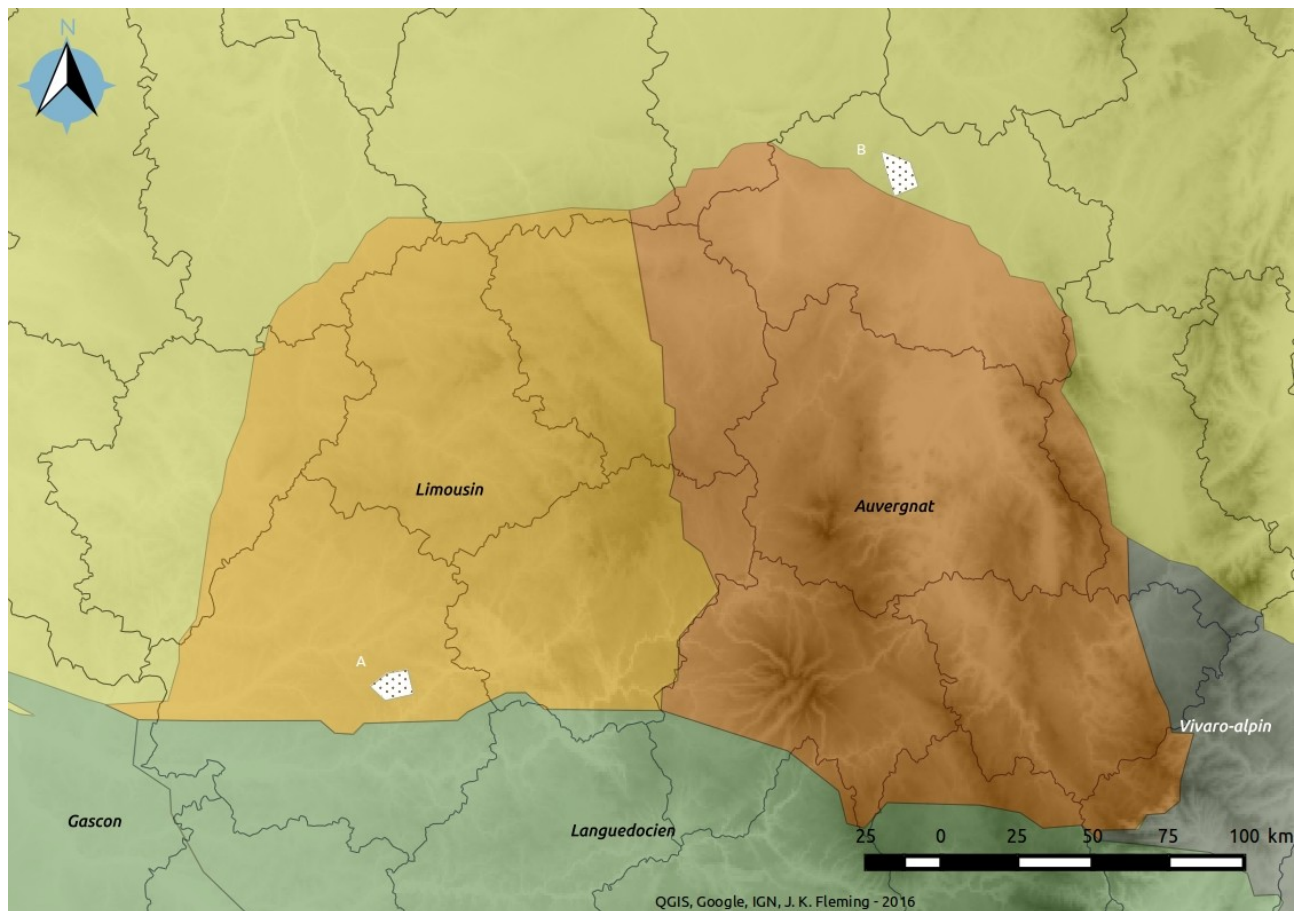 N
B
A
Limousin
Auvergnat
Vivaro-alpin
Gascon
Languedocien
25 0 25 50 75 100 km
QGIS, Google, IGN, J. K. Fleming - 2016